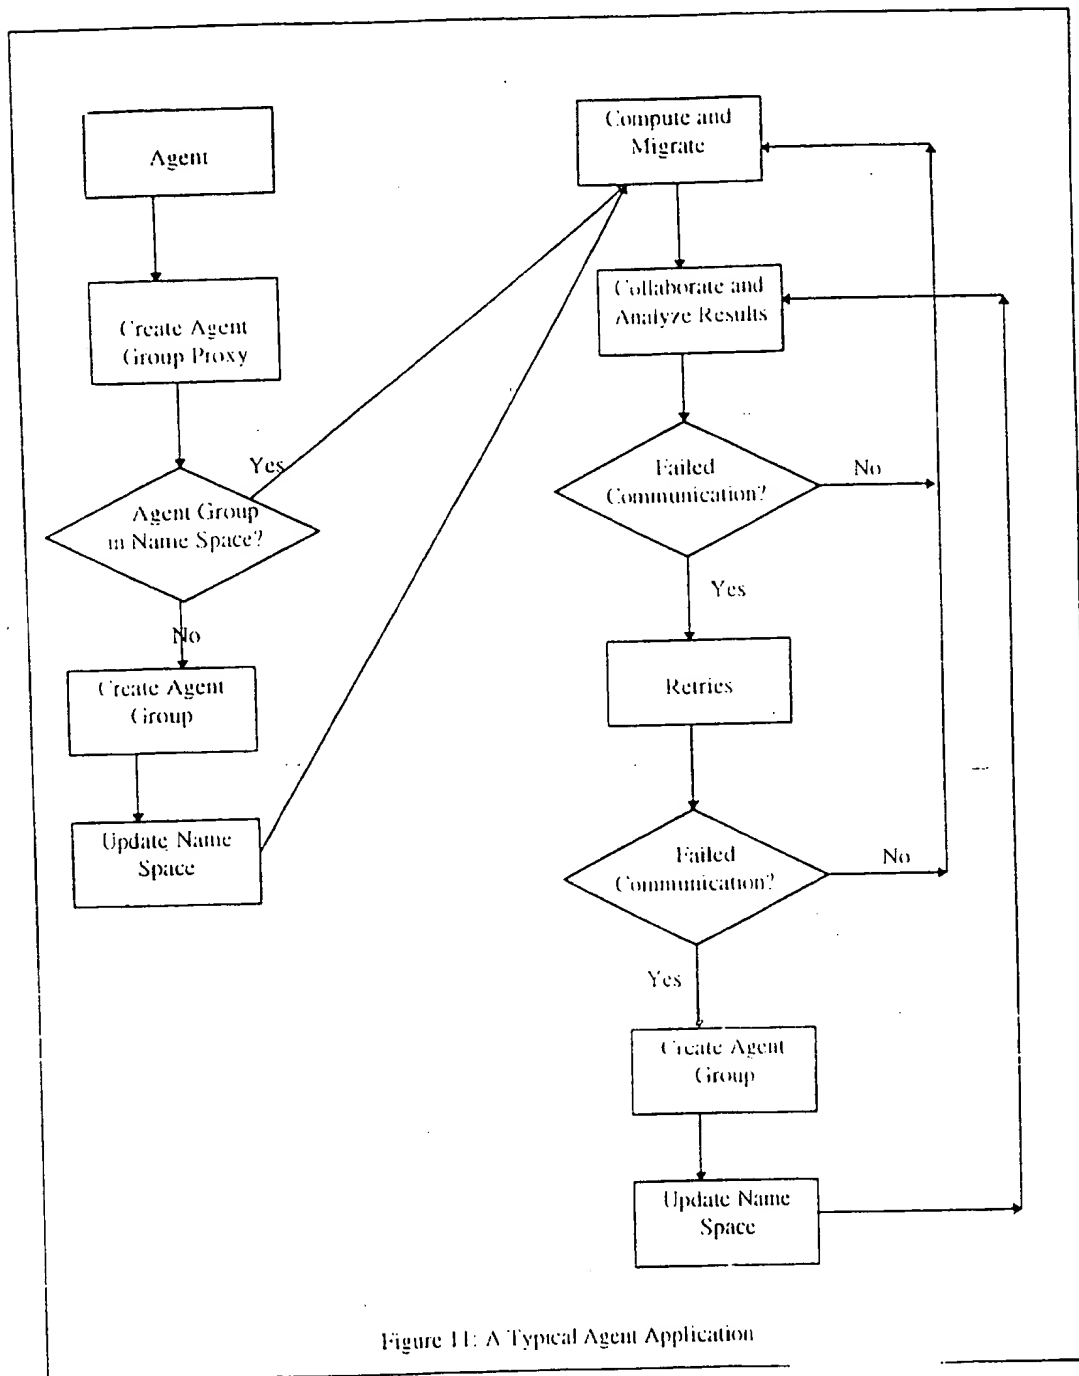 Agent
Create Agent
Group Proxy
Yes
Agent Group
in Name Space?
No
Create Agent
Group
Update Name
Space
Compute and
Migrate
Collaborate and
Analyze Results
Failed
Communication?
No
Yes
Retries
Failed
Communication?
No
Yes
Create Agent
Group
Update Name
Space
Figure 11: A Typical Agent Application